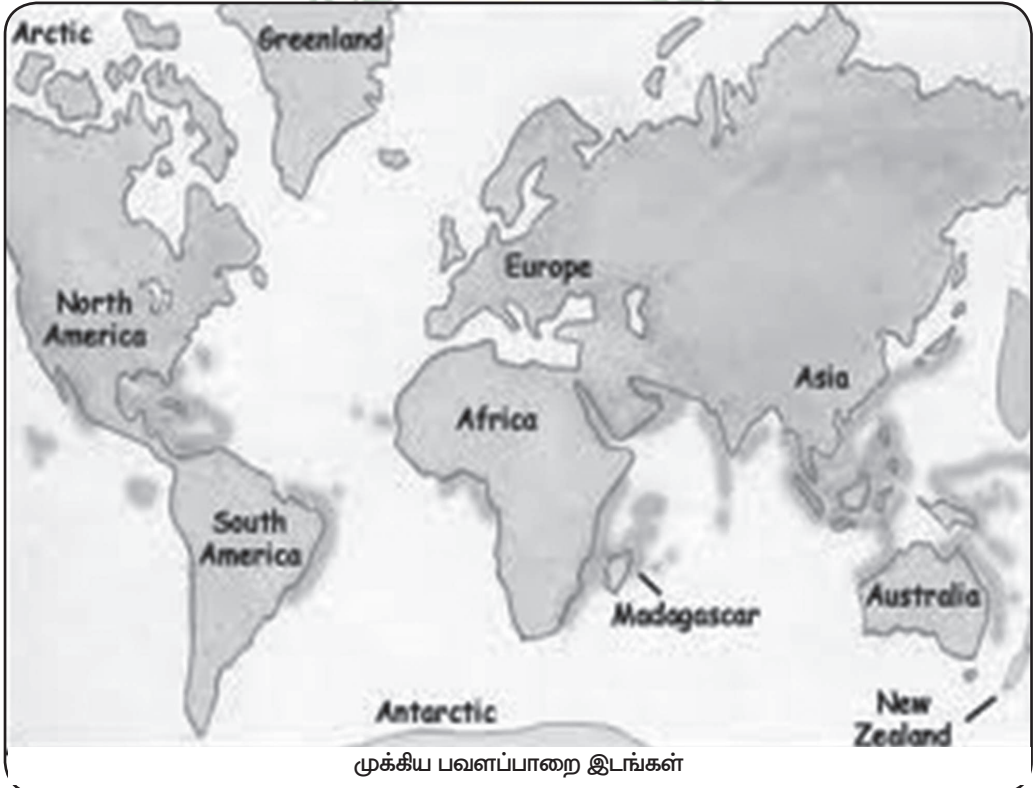 Arctic
Greenland
Europe
North
America
Asia
Africa
South
America
Australia
Madagascar
New
Zealand
Antarctic
முக்கிய பவளப்பாறை இடங்கள்